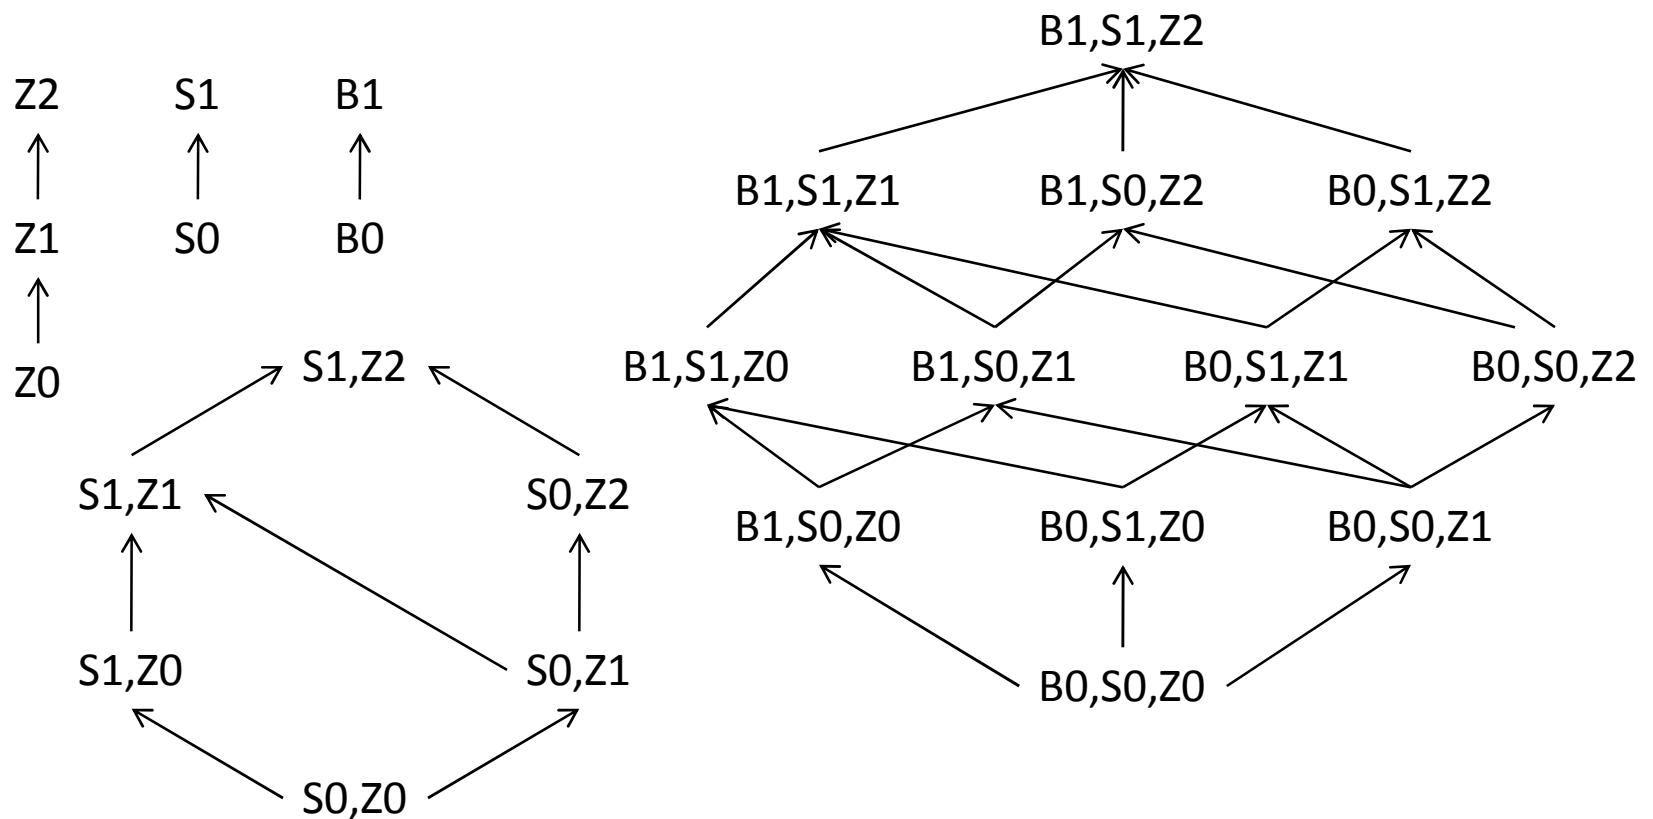 B1,S1,Z2
Z2 S1 B1
B1,S1,Z1 B1,S0,Z2 B0,S1,Z2
Z1 S0 B0
Z0 S1,Z2 B1,S1,Z0 B1,S0,Z1 B0,S1,Z1 B0,S0,Z2
S1,Z1 S0,Z2 B1,S0,Z0 B0,S1,Z0 B0,S0,Z1
S1,Z0 S0,Z1 B0,S0,Z0
S0,Z0